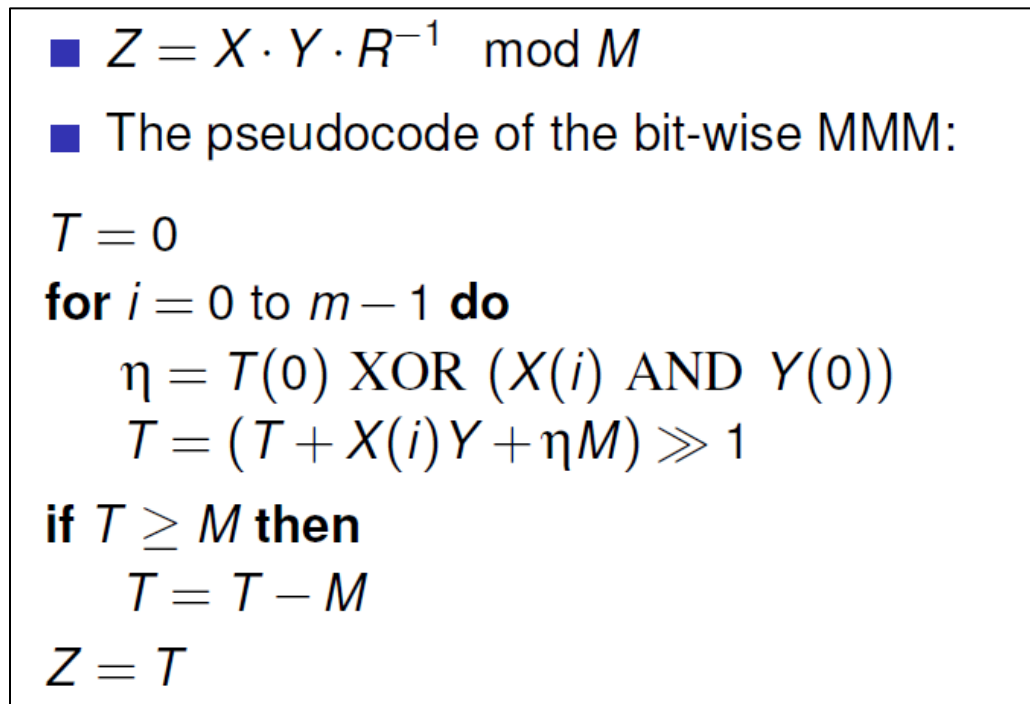 ■ Z = X · Y · R⁻¹ mod M
■ The pseudocode of the bit-wise MMM:
T = 0
for i = 0 to m − 1 do
η = T(0) XOR (X(i) AND Y(0))
T = (T + X(i)Y + ηM) ≫ 1
if T ≥ M then
T = T − M
Z = T